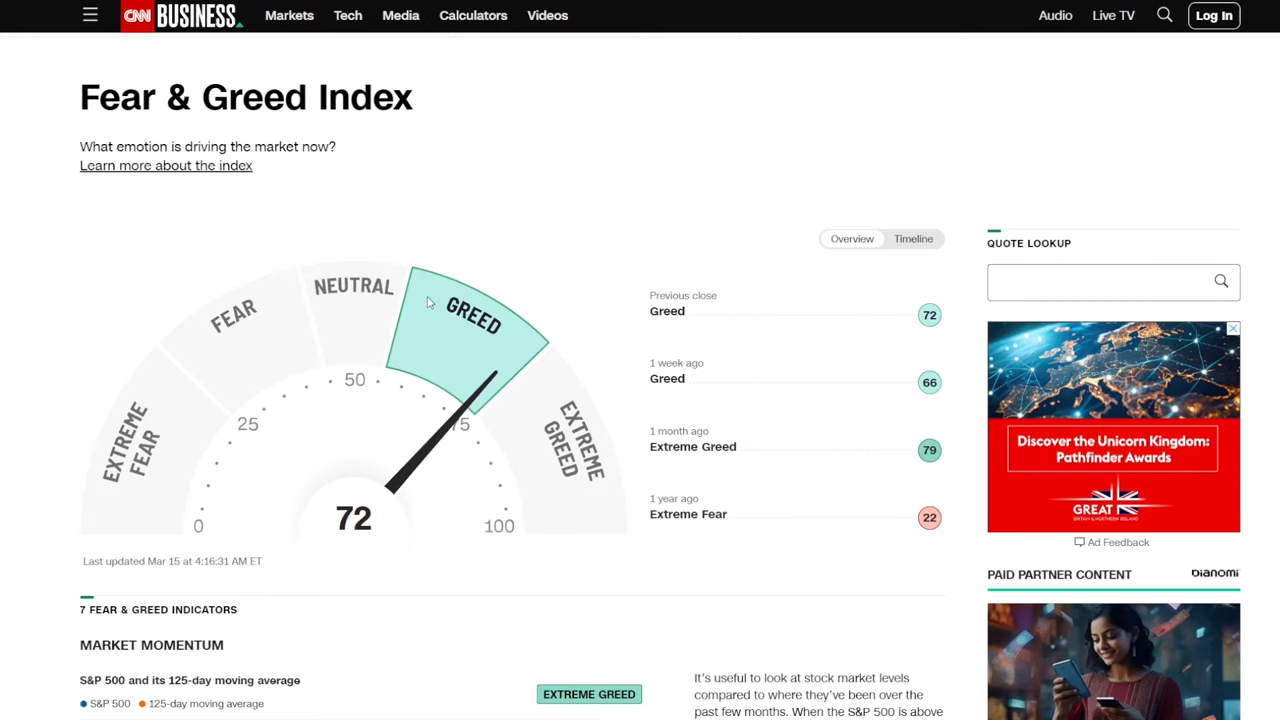 CNN BUSINESS
Markets
Tech
Media
Calculators
Videos
Audio
Live TV
Log In
Fear & Greed Index
What emotion is driving the market now?
Learn more about the index
Overview
Timeline
EXTREME
FEAR
FEAR
NEUTRAL
GREED
EXTREME
GREED
0
25
50
75
100
72
Last updated Mar 15 at 4:16:31 AM ET
Previous close
Greed
72
1 week ago
Greed
66
1 month ago
Extreme Greed
79
1 year ago
Extreme Fear
22
7 FEAR & GREED INDICATORS
MARKET MOMENTUM
S&P 500 and its 125-day moving average
S&P 500
125-day moving average
EXTREME GREED
It's useful to look at stock market levels
compared to where they've been over the
past few months. When the S&P 500 is above
QUOTE LOOKUP
Discover the Unicorn Kingdom:
Pathfinder Awards
GREAT
BRITAIN & NORTHERN IRELAND
Ad Feedback
PAID PARTNER CONTENT
bianomi